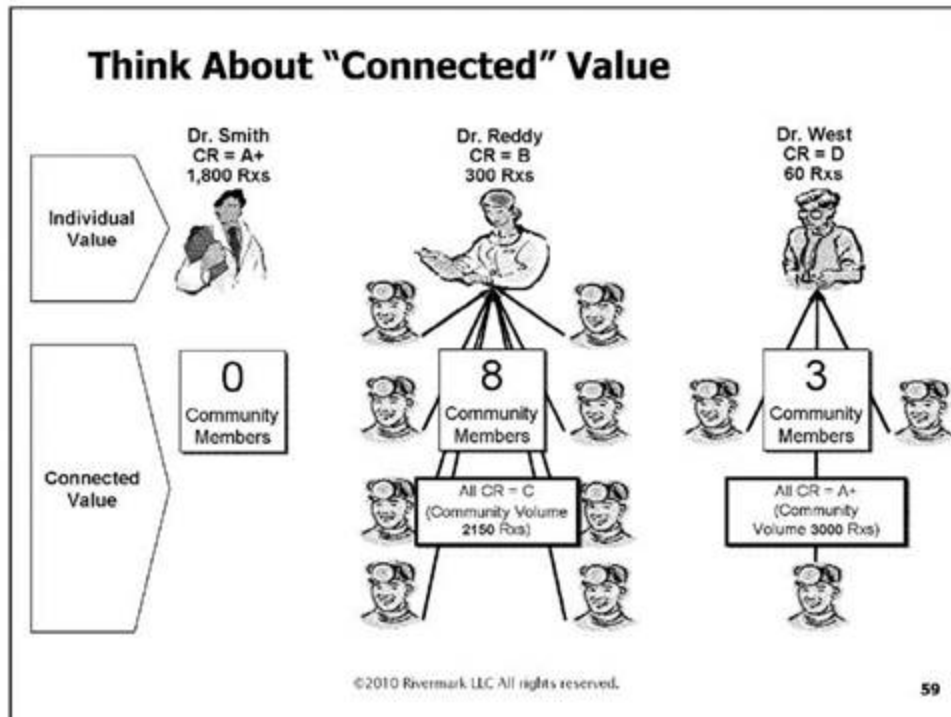 Think About “Connected” Value
Dr. Smith
CR = A+
1,800 Rxs
Dr. Reddy
CR = B
300 Rxs
Dr. West
CR = D
60 Rxs
Individual
Value
Connected
Value
0
Community
Members
8
Community
Members
All CR = C
(Community Volume
2150 Rxs)
3
Community
Members
All CR = A+
(Community
Volume 3000 Rxs)
©2010 Rivermark LLC All rights reserved.
59